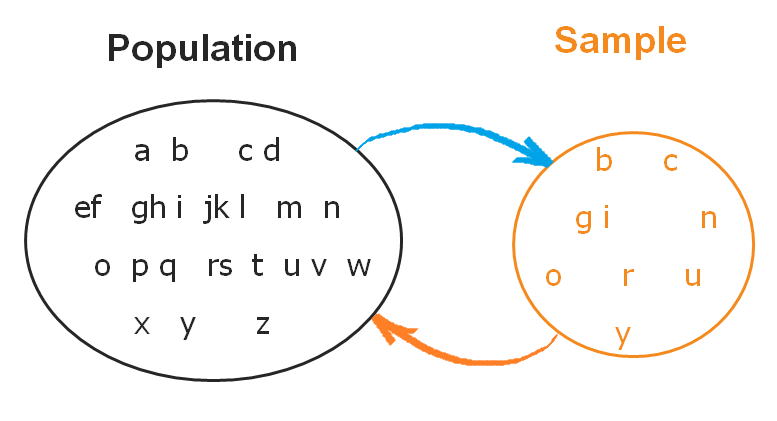 Population
a b c d
ef gh i jk l m n
o p q rs t u v w
x y z
Sample
b c
g i n
o r u
y